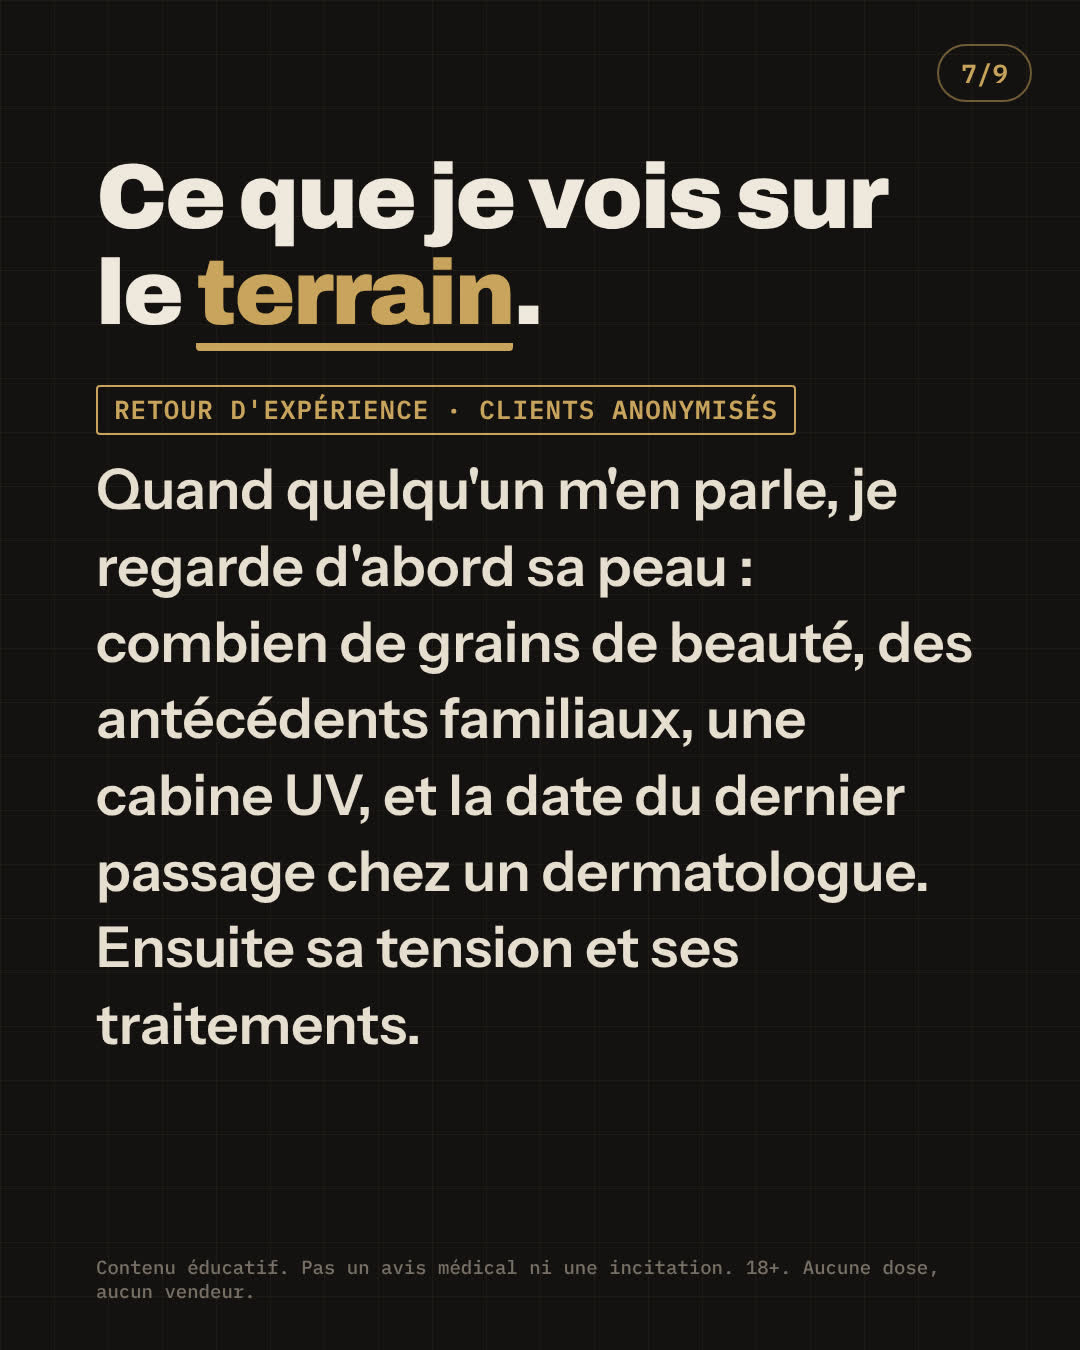 7/9
Ce que je vois sur
le terrain.
RETOUR D'EXPÉRIENCE · CLIENTS ANONYMISÉS
Quand quelqu'un m'en parle, je
regarde d'abord sa peau :
combien de grains de beauté, des
antécédents familiaux, une
cabine UV, et la date du dernier
passage chez un dermatologue.
Ensuite sa tension et ses
traitements.
Contenu éducatif. Pas un avis médical ni une incitation. 18+. Aucune dose,
aucun vendeur.